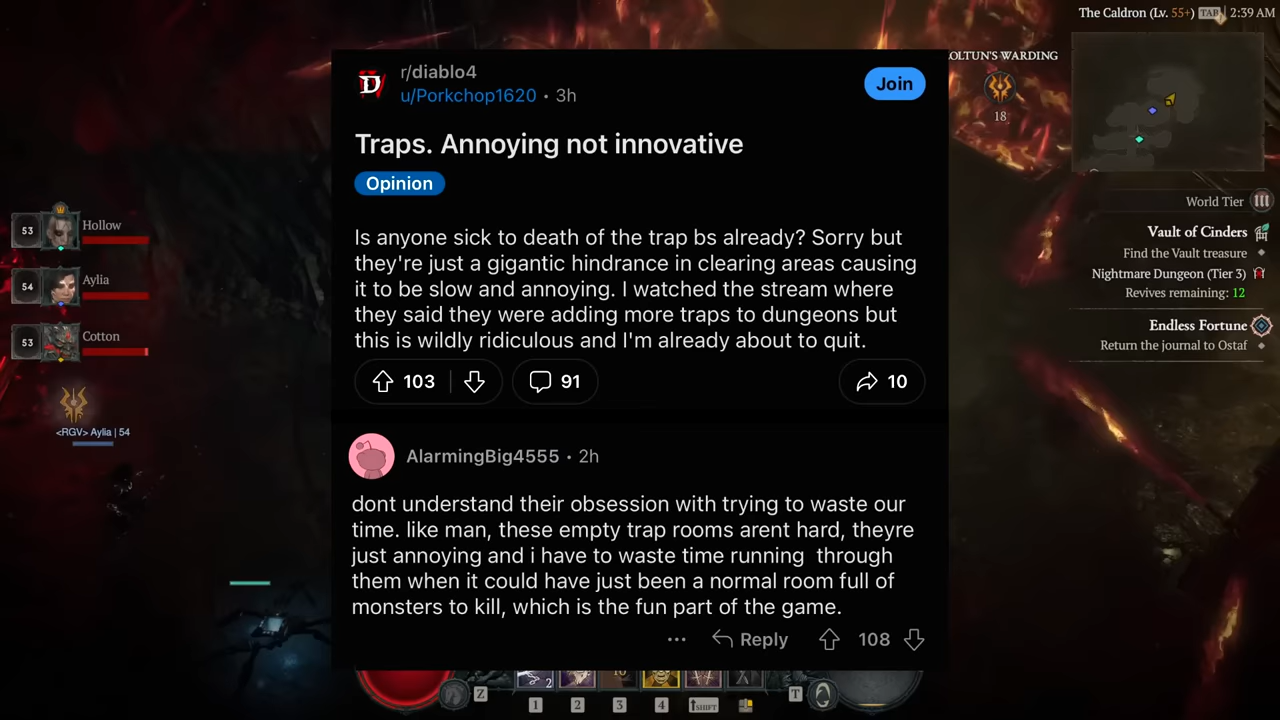 The Caldron (Lv. 55+) TAB 2:39 AM
OLTUN'S WARDING
18
World Tier III
Vault of Cinders
Find the Vault treasure
Nightmare Dungeon (Tier 3)
Revives remaining: 12
Endless Fortune
Return the journal to Ostaf
53 Hollow
54 Aylia
53 Cotton
<RGV> Aylia | 54
r/diablo4
u/Porkchop1620 • 3h
Join
Traps. Annoying not innovative
Opinion
Is anyone sick to death of the trap bs already? Sorry but
they're just a gigantic hindrance in clearing areas causing
it to be slow and annoying. I watched the stream where
they said they were adding more traps to dungeons but
this is wildly ridiculous and I'm already about to quit.
103 91 10
AlarmingBig4555 • 2h
dont understand their obsession with trying to waste our
time. like man, these empty trap rooms arent hard, theyre
just annoying and i have to waste time running  through
them when it could have just been a normal room full of
monsters to kill, which is the fun part of the game.
... Reply 108
2
Z T
1 2 3 4 SHIFT